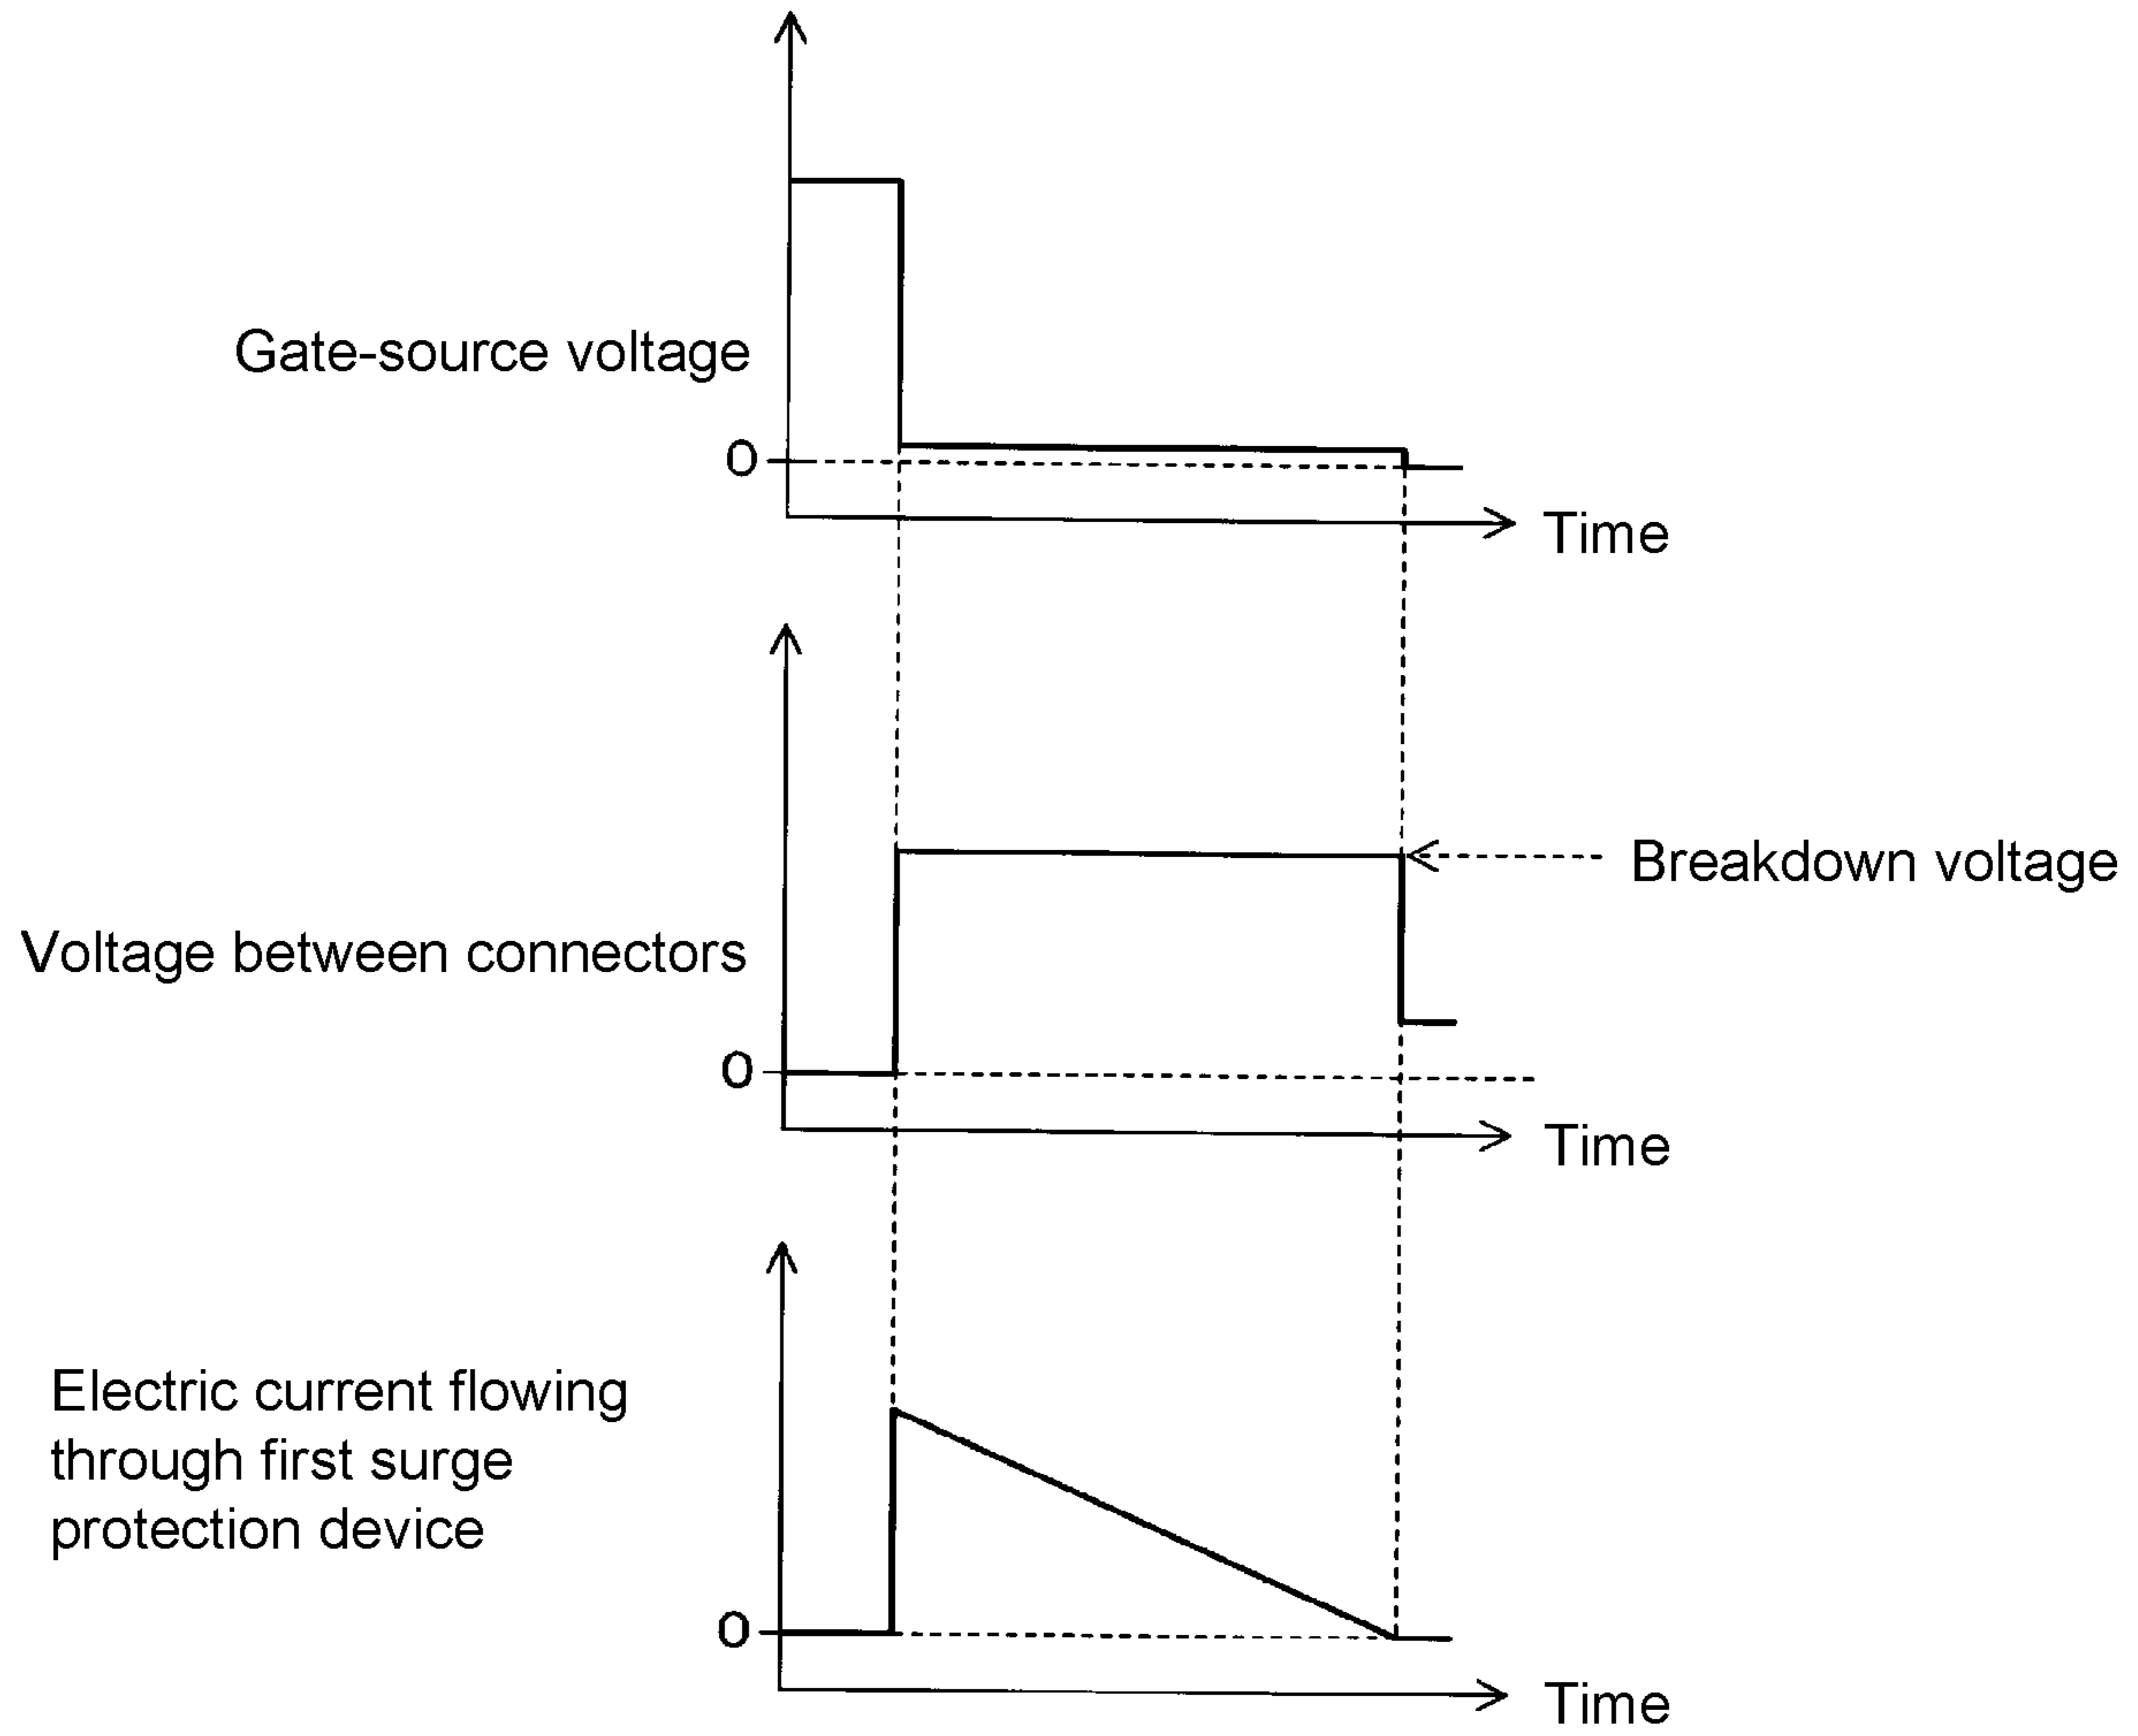 Gate-source voltage
0
Time
Breakdown voltage
Voltage between connectors
0
Time
Electric current flowing
through first surge
protection device
0
Time